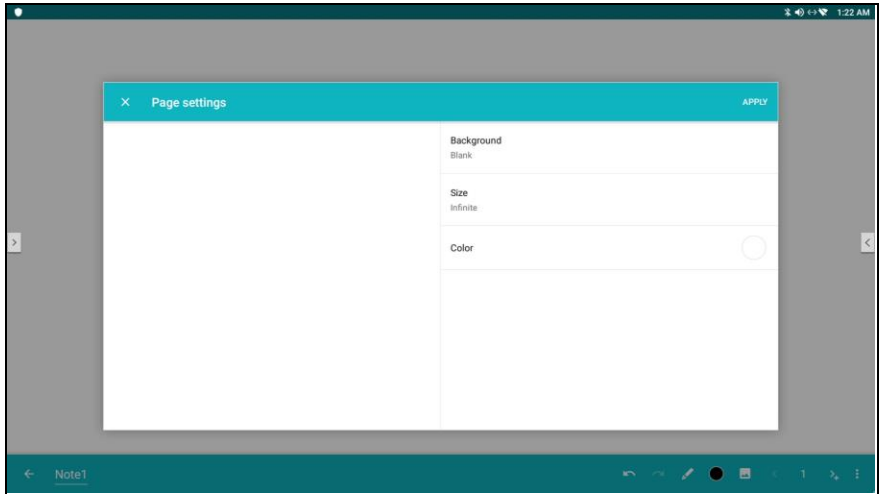 1:22 AM
Page settings
APPLY
Background
Blank
Size
Infinite
Color
Note1
1